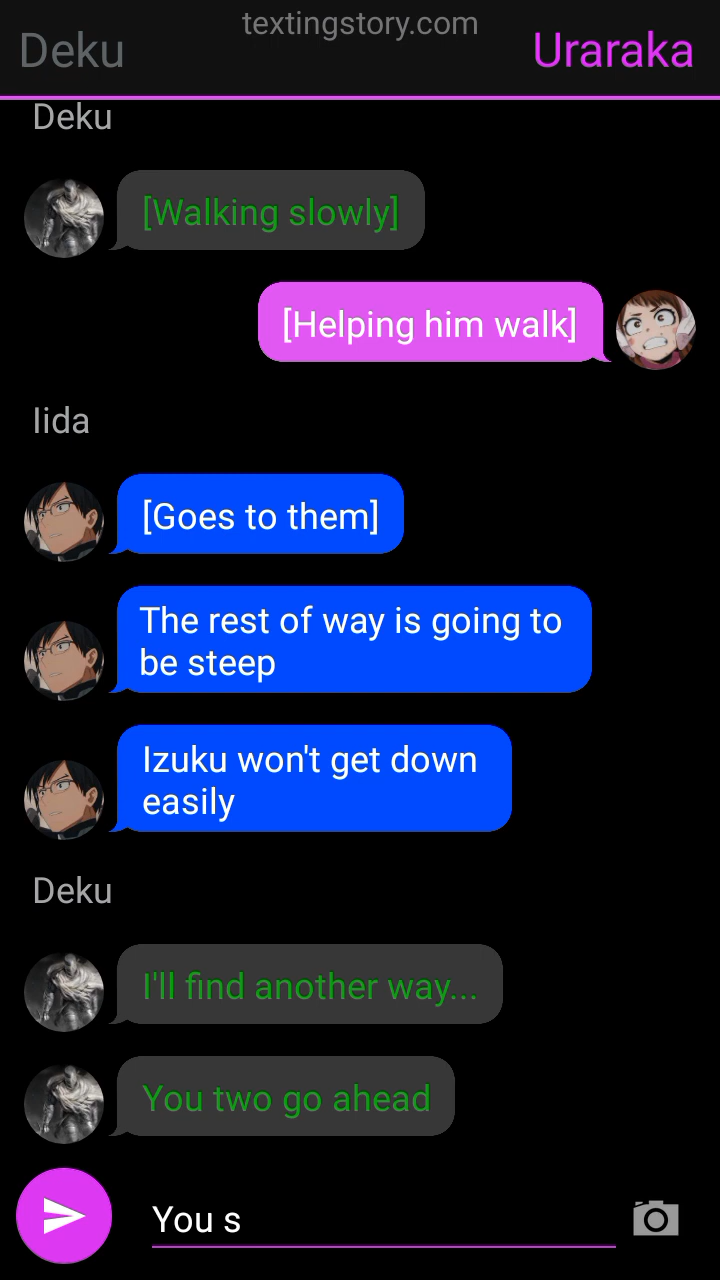 textingstory.com
Deku
Uraraka
Deku
[Walking slowly]
[Helping him walk]
Iida
[Goes to them]
The rest of way is going to
be steep
Izuku won't get down
easily
Deku
I'll find another way...
You two go ahead
You s